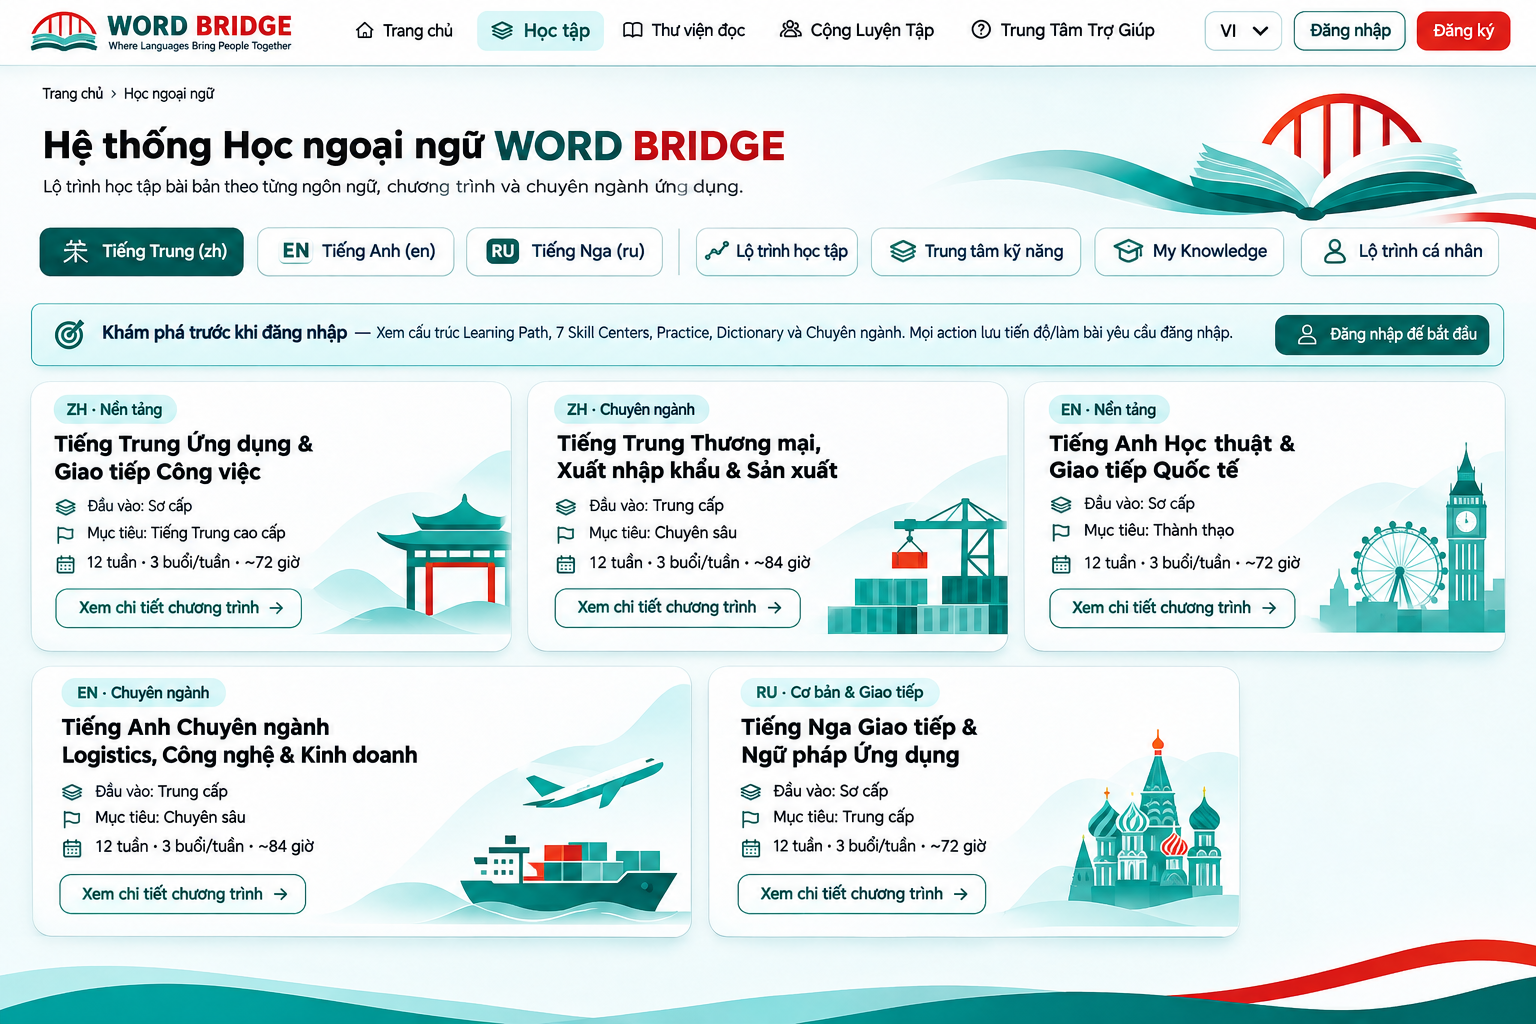 WORD BRIDGE
Where Languages Bring People Together
Trang chủ
Học tập
Thư viện đọc
Cộng Luyện Tập
Trung Tâm Trợ Giúp
VI
Đăng nhập
Đăng ký
Trang chủ › Học ngoại ngữ
Hệ thống Học ngoại ngữ WORD BRIDGE
Lộ trình học tập bài bản theo từng ngôn ngữ, chương trình và chuyên ngành ứng dụng.
Tiếng Trung (zh)
EN Tiếng Anh (en)
RU Tiếng Nga (ru)
Lộ trình học tập
Trung tâm kỹ năng
My Knowledge
Lộ trình cá nhân
Khám phá trước khi đăng nhập — Xem cấu trúc Learning Path, 7 Skill Centers, Practice, Dictionary và Chuyên ngành. Mọi action lưu tiến độ/làm bài yêu cầu đăng nhập.
Đăng nhập để bắt đầu
ZH · Nền tảng
Tiếng Trung Ứng dụng &
Giao tiếp Công việc
Đầu vào: Sơ cấp
Mục tiêu: Tiếng Trung cao cấp
12 tuần · 3 buổi/tuần · ~72 giờ
Xem chi tiết chương trình →
ZH · Chuyên ngành
Tiếng Trung Thương mại,
Xuất nhập khẩu & Sản xuất
Đầu vào: Trung cấp
Mục tiêu: Chuyên sâu
12 tuần · 3 buổi/tuần · ~84 giờ
Xem chi tiết chương trình →
EN · Nền tảng
Tiếng Anh Học thuật &
Giao tiếp Quốc tế
Đầu vào: Sơ cấp
Mục tiêu: Thành thạo
12 tuần · 3 buổi/tuần · ~72 giờ
Xem chi tiết chương trình →
EN · Chuyên ngành
Tiếng Anh Chuyên ngành
Logistics, Công nghệ & Kinh doanh
Đầu vào: Trung cấp
Mục tiêu: Chuyên sâu
12 tuần · 3 buổi/tuần · ~84 giờ
Xem chi tiết chương trình →
RU · Cơ bản & Giao tiếp
Tiếng Nga Giao tiếp &
Ngữ pháp Ứng dụng
Đầu vào: Sơ cấp
Mục tiêu: Trung cấp
12 tuần · 3 buổi/tuần · ~72 giờ
Xem chi tiết chương trình →